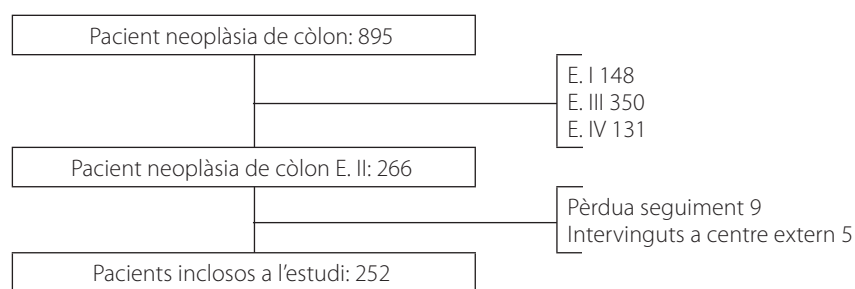 Pacient neoplàsia de còlon: 895
E. I 148
E. III 350
E. IV 131
Pacient neoplàsia de còlon E. II: 266
Pèrdua seguiment 9
Intervinguts a centre extern 5
Pacients inclosos a l'estudi: 252